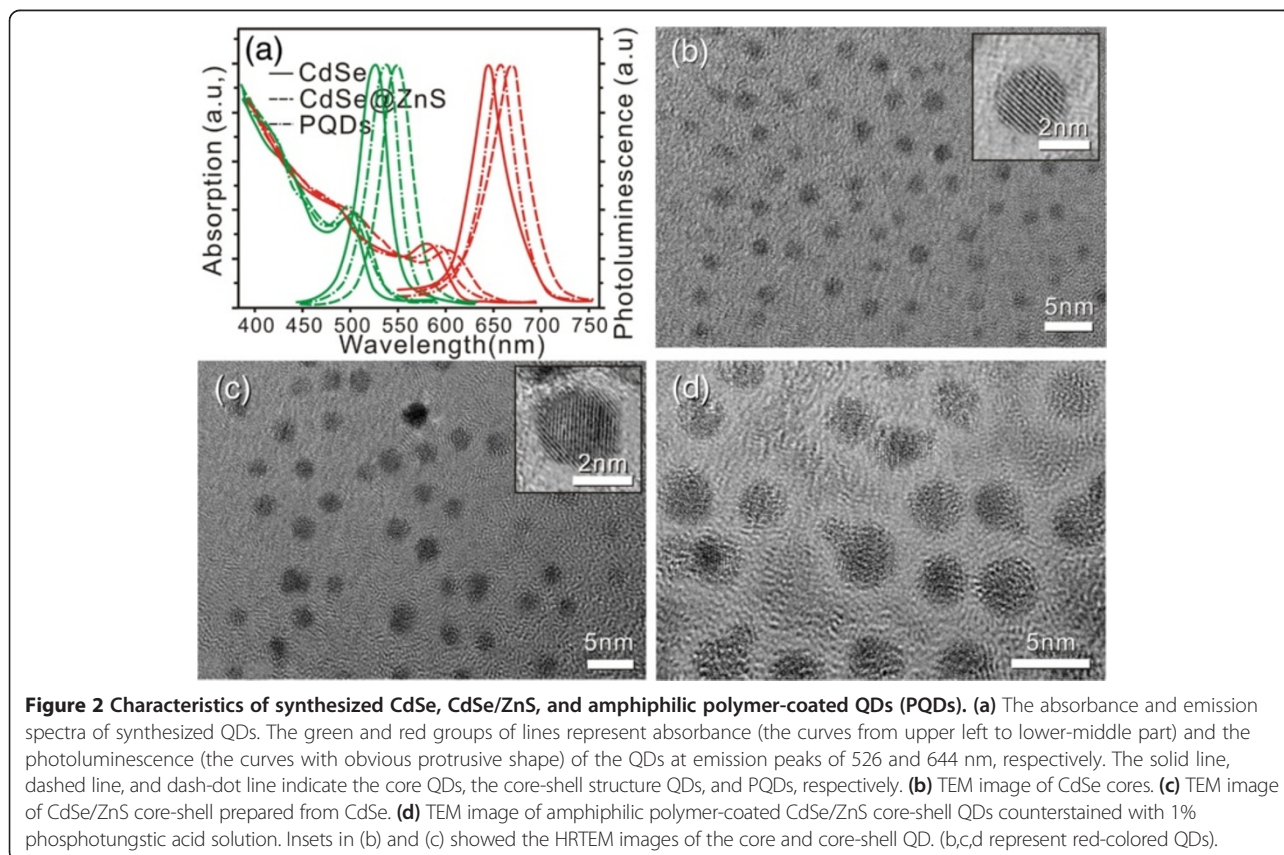 (a)
CdSe
CdSe@ZnS
PQDs
Absorption (a.u,)
Photoluminescence (a.u)
400 450 500 550 600 650 700 750
Wavelength(nm)
(b)
2nm
5nm
(c)
2nm
5nm
(d)
5nm
Figure 2 Characteristics of synthesized CdSe, CdSe/ZnS, and amphiphilic polymer-coated QDs (PQDs). (a) The absorbance and emission
spectra of synthesized QDs. The green and red groups of lines represent absorbance (the curves from upper left to lower-middle part) and the
photoluminescence (the curves with obvious protrusive shape) of the QDs at emission peaks of 526 and 644 nm, respectively. The solid line,
dashed line, and dash-dot line indicate the core QDs, the core-shell structure QDs, and PQDs, respectively. (b) TEM image of CdSe cores. (c) TEM image
of CdSe/ZnS core-shell prepared from CdSe. (d) TEM image of amphiphilic polymer-coated CdSe/ZnS core-shell QDs counterstained with 1%
phosphotungstic acid solution. Insets in (b) and (c) showed the HRTEM images of the core and core-shell QD. (b,c,d represent red-colored QDs).